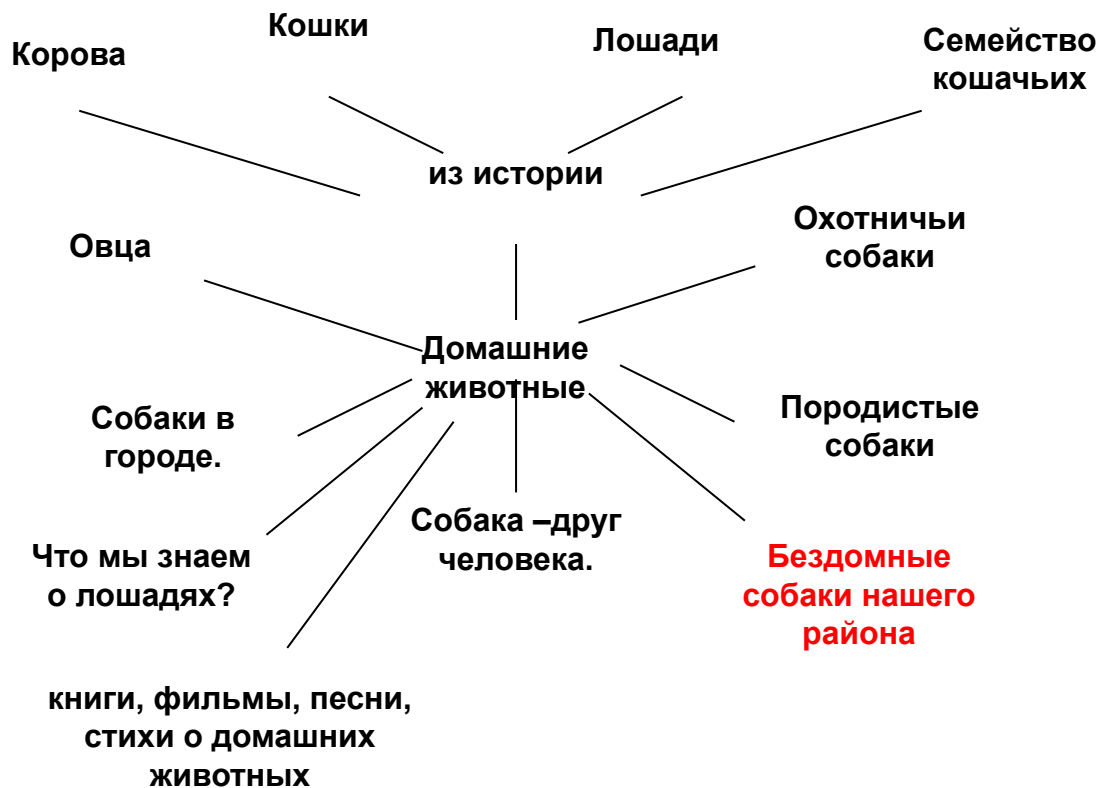 Кошки
Лошади
Корова
Семейство
кошачьих
из истории
Охотничьи
собаки
Овца
Домашние
животные
Породистые
собаки
Собаки в
городе.
Собака –друг
человека.
Что мы знаем
о лошадях?
Бездомные
собаки нашего
района
книги, фильмы, песни,
стихи о домашних
животных